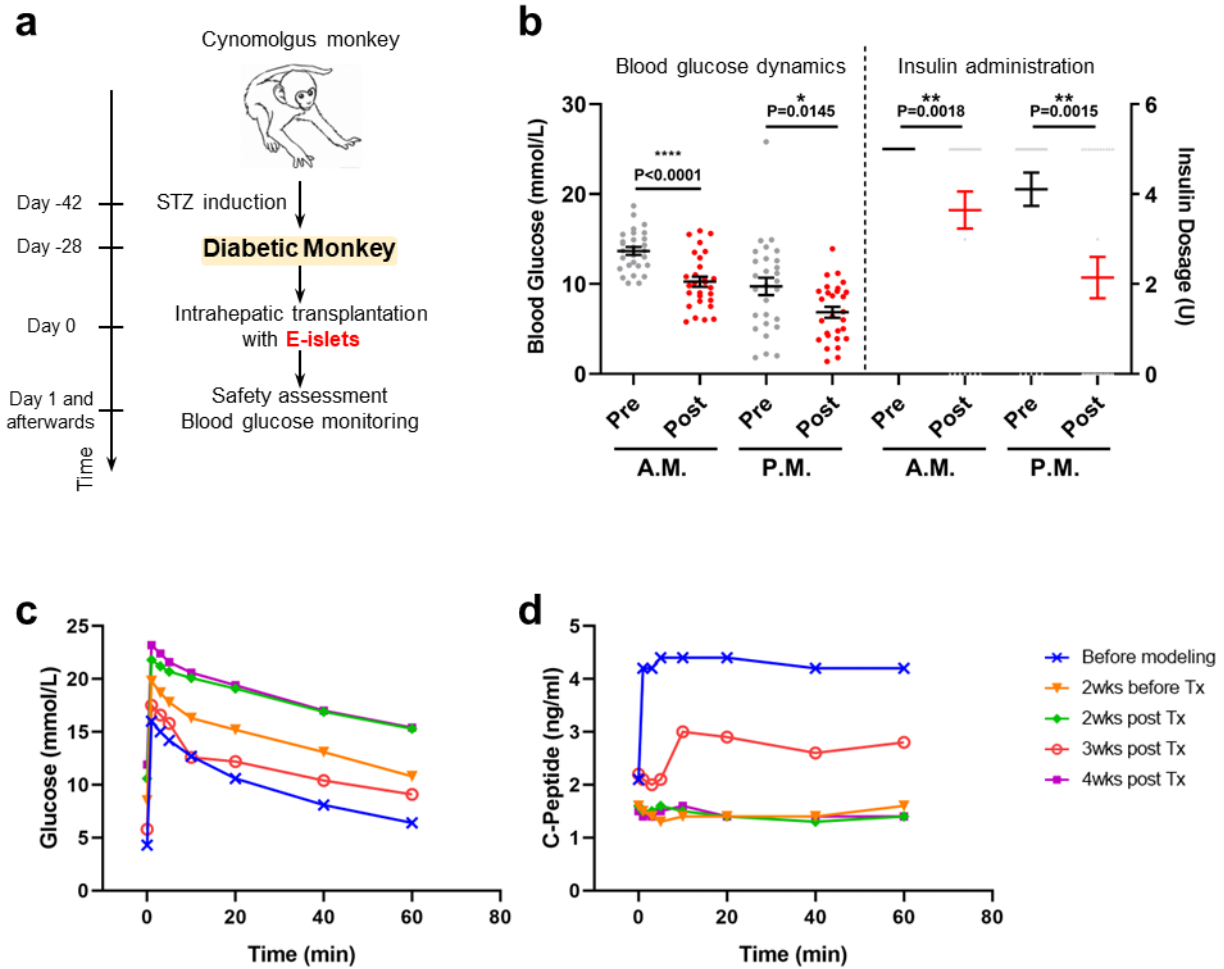 a
Cynomolgus monkey
Day -42
STZ induction
Day -28
Diabetic Monkey
Day 0
Intrahepatic transplantation
with E-islets
Day 1 and
afterwards
Safety assessment
Blood glucose monitoring
Time
b
Blood glucose dynamics
Insulin administration
30
20
10
0
Blood Glucose (mmol/L)
****
P<0.0001
*
P=0.0145
**
P=0.0018
**
P=0.0015
6
4
2
0
Insulin Dosage (U)
Pre
Post
Pre
Post
Pre
Post
Pre
Post
A.M.
P.M.
A.M.
P.M.
c
25
20
15
10
5
0
Glucose (mmol/L)
0
20
40
60
80
Time (min)
d
5
4
3
2
1
0
C-Peptide (ng/ml)
0
20
40
60
80
Time (min)
Before modeling
2wks before Tx
2wks post Tx
3wks post Tx
4wks post Tx